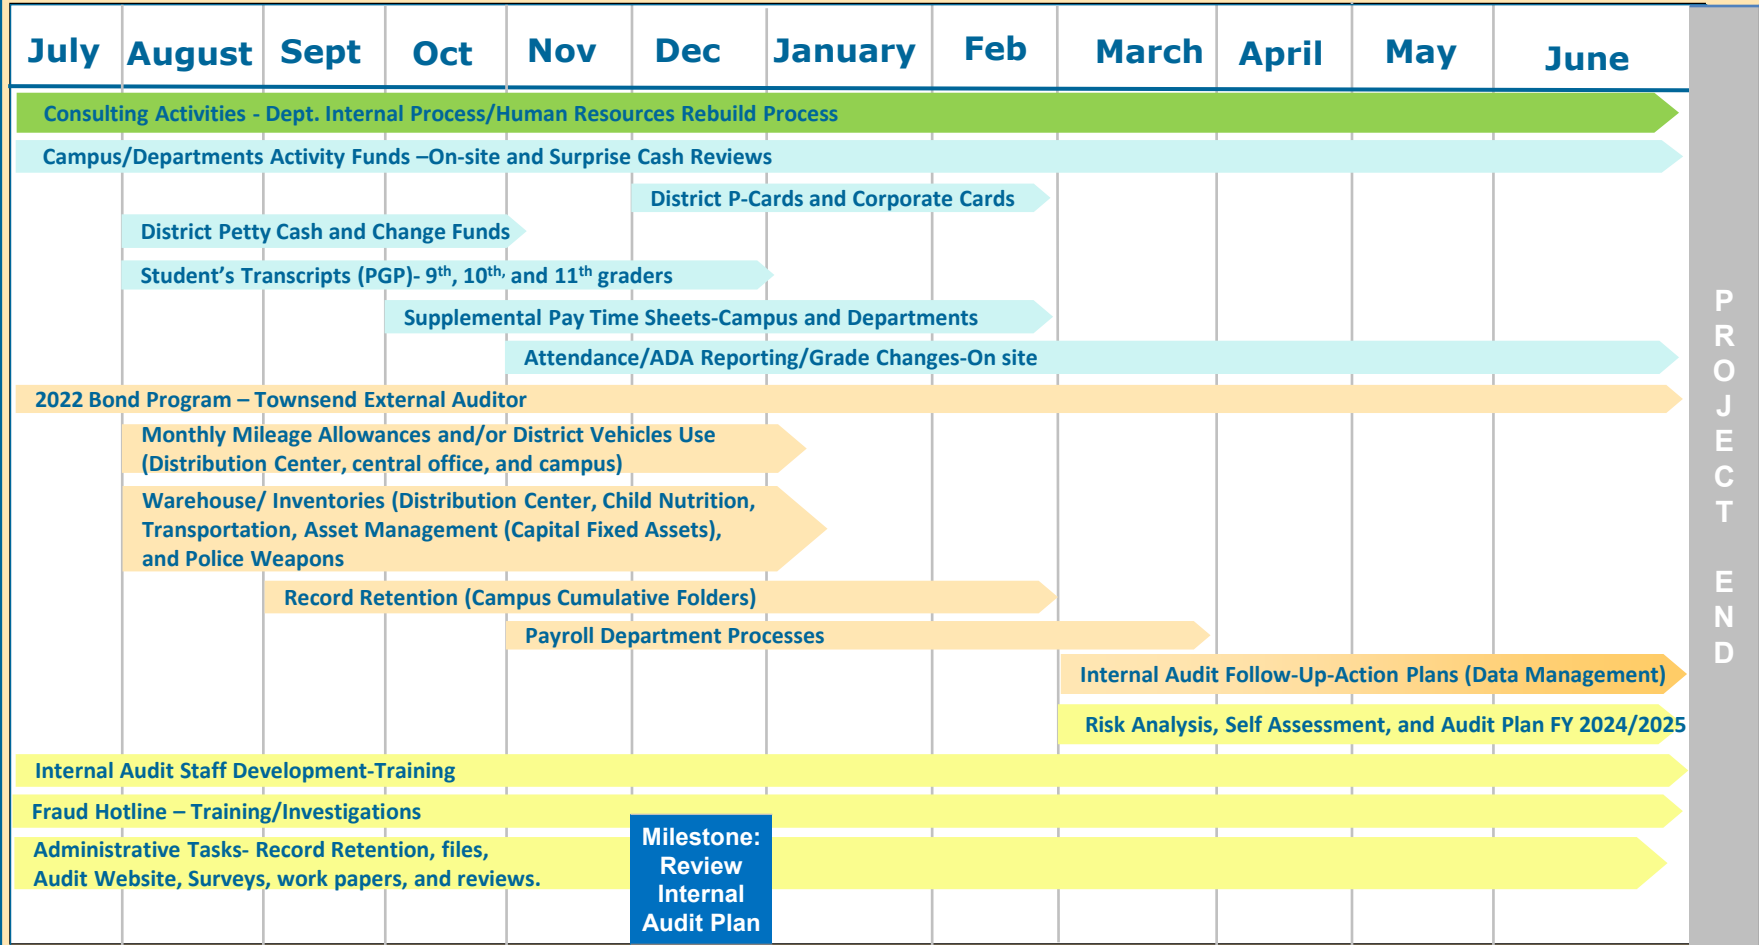 July August Sept Oct Nov Dec January Feb March April May June
Consulting Activities - Dept. Internal Process/Human Resources Rebuild Process
Campus/Departments Activity Funds –On-site and Surprise Cash Reviews
District P-Cards and Corporate Cards
District Petty Cash and Change Funds
Student’s Transcripts (PGP)- 9th, 10th, and 11th graders
Supplemental Pay Time Sheets-Campus and Departments
Attendance/ADA Reporting/Grade Changes-On site
2022 Bond Program – Townsend External Auditor
Monthly Mileage Allowances and/or District Vehicles Use
(Distribution Center, central office, and campus)
Warehouse/ Inventories (Distribution Center, Child Nutrition,
Transportation, Asset Management (Capital Fixed Assets),
and Police Weapons
Record Retention (Campus Cumulative Folders)
Payroll Department Processes
Internal Audit Follow-Up-Action Plans (Data Management)
Risk Analysis, Self Assessment, and Audit Plan FY 2024/2025
Internal Audit Staff Development-Training
Fraud Hotline – Training/Investigations
Administrative Tasks- Record Retention, files,
Audit Website, Surveys, work papers, and reviews.
Milestone:
Review
Internal
Audit Plan
PROJECT END